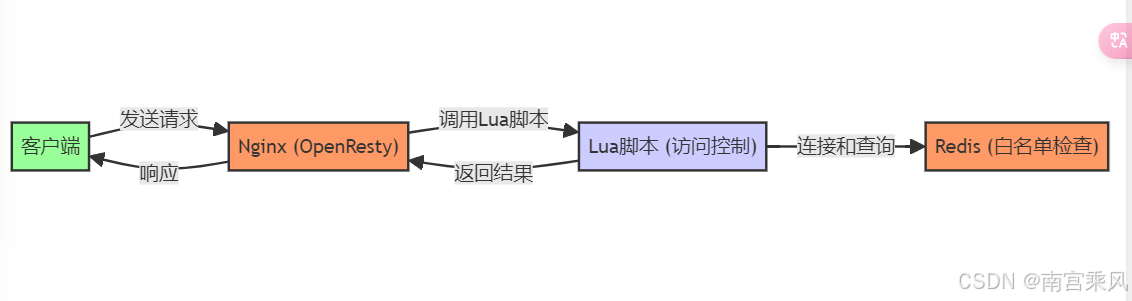 中A
发送请求
调用Lua脚本
客户端
Nginx (OpenResty)
Lua脚本 (访问控制)
连接和查询
Redis (白名单检查)
响应
返回结果
CSDN @南宫乘风